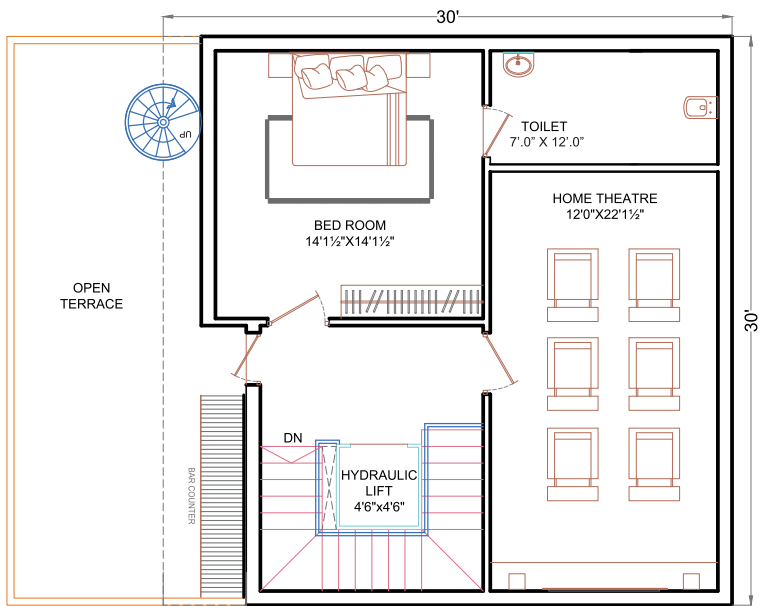 30'
UP
TOILET
7'.0” X 12'.0”
HOME THEATRE
12'0"X22'1½"
BED ROOM
14'1½"X14'1½"
OPEN
TERRACE
30'
DN
HYDRAULIC
LIFT
4'6"x4'6"
BAR COUNTER